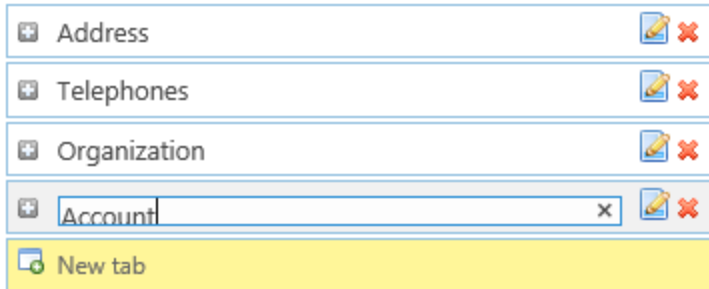 Address
Telephones
Organization
Account
New tab